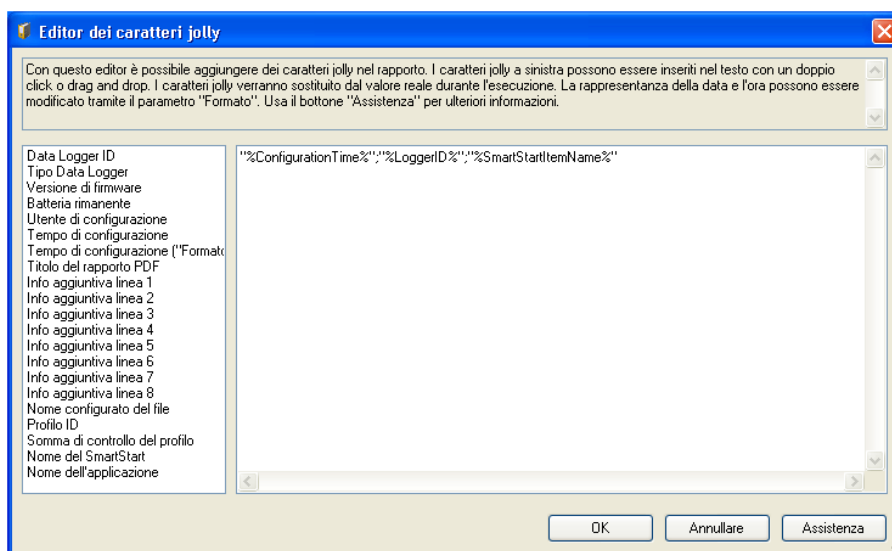 Editor dei caratteri jolly
Con questo editor è possibile aggiungere dei caratteri jolly nel rapporto. I caratteri jolly a sinistra possono essere inseriti nel testo con un doppio
click o drag and drop. I caratteri jolly verranno sostituito dal valore reale durante l'esecuzione. La rappresentanza della data e l'ora possono essere
modificato tramite il parametro "Formato". Usa il bottone "Assistenza" per ulteriori informazioni.
Data Logger ID
Tipo Data Logger
Versione di firmware
Batteria rimanente
Utente di configurazione
Tempo di configurazione
Tempo di configurazione ("Formato
Titolo del rapporto PDF
Info aggiuntiva linea 1
Info aggiuntiva linea 2
Info aggiuntiva linea 3
Info aggiuntiva linea 4
Info aggiuntiva linea 5
Info aggiuntiva linea 6
Info aggiuntiva linea 7
Info aggiuntiva linea 8
Nome configurato del file
Profilo ID
Somma di controllo del profilo
Nome del SmartStart
Nome dell'applicazione
"%ConfigurationTime%";"%LoggerID%";"%SmartStartItemName%"
OK
Annullare
Assistenza